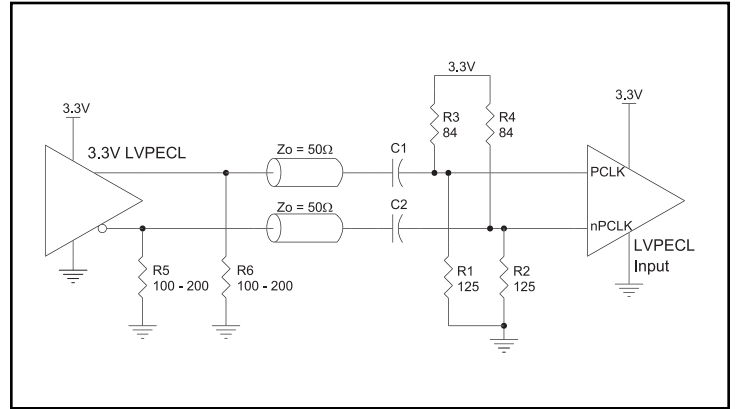 3.3V
3.3V LVPECL
Zo = 50Ω
Zo = 50Ω
C1
C2
3.3V
R3
84
R4
84
3.3V
PCLK
nPCLK
LVPECL
Input
R5
100 - 200
R6
100 - 200
R1
125
R2
125